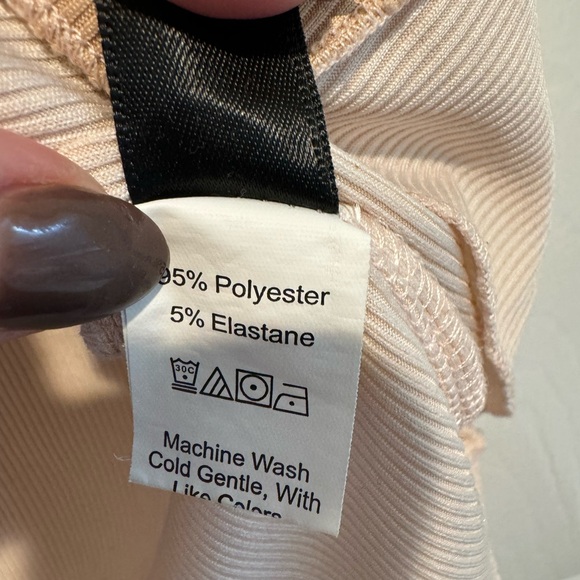 95% Polyester
5% Elastane
30C
Machine Wash
Cold Gentle, With
Like Colors